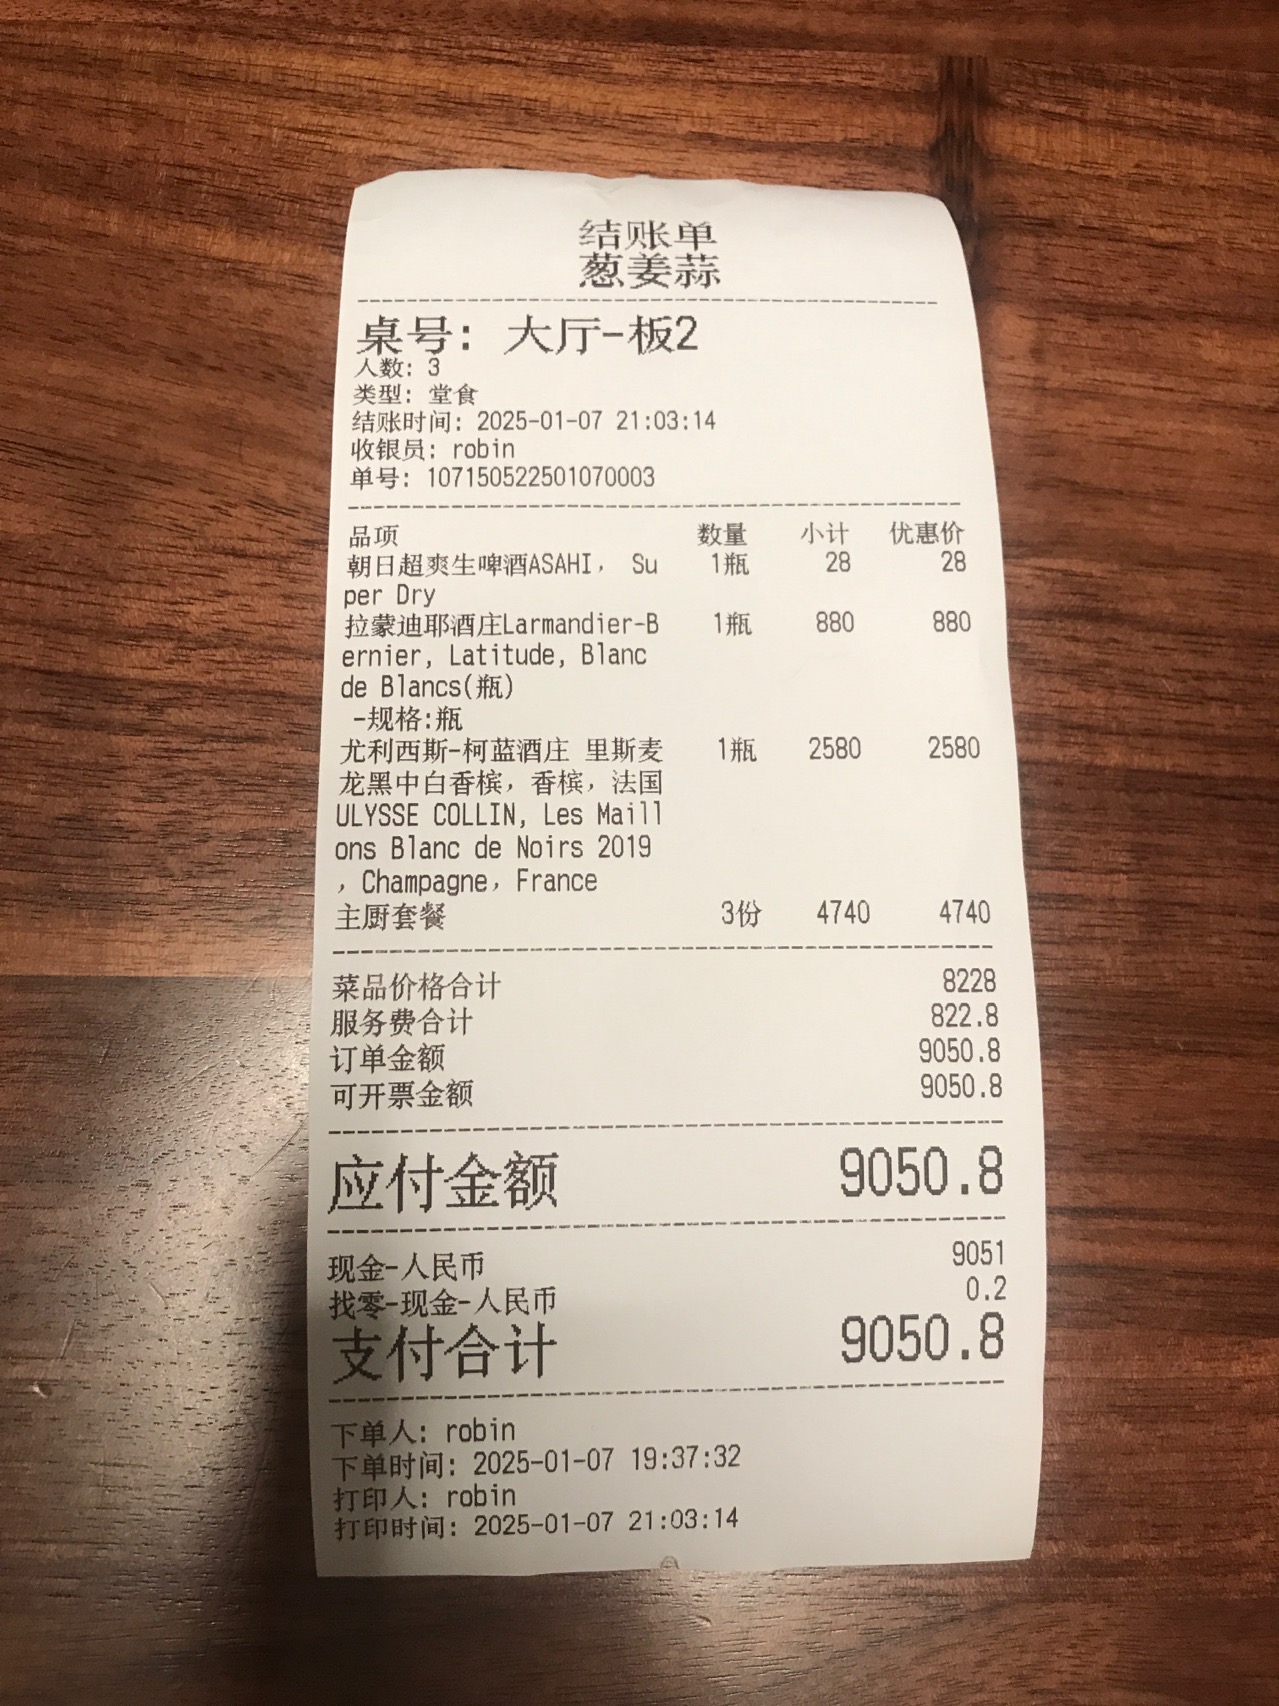 结账单
葱姜蒜
桌号: 大厅-板2
人数: 3
类型: 堂食
结账时间: 2025-01-07 21:03:14
收银员: robin
单号: 107150522501070003
品项 数量 小计 优惠价
朝日超爽生啤酒ASAHI, Su 1瓶 28 28
per Dry
拉蒙迪耶酒庄Larmandier-B 1瓶 880 880
ernier, Latitude, Blanc
de Blancs(瓶)
-规格:瓶
尤利西斯-柯蓝酒庄 里斯麦 1瓶 2580 2580
龙黑中白香槟, 香槟, 法国
ULYSSE COLLIN, Les Maill
ons Blanc de Noirs 2019
, Champagne, France
主厨套餐 3份 4740 4740
菜品价格合计 8228
服务费合计 822.8
订单金额 9050.8
可开票金额 9050.8
应付金额 9050.8
现金-人民币 9051
找零-现金-人民币 0.2
支付合计 9050.8
下单人: robin
下单时间: 2025-01-07 19:37:32
打印人: robin
打印时间: 2025-01-07 21:03:14